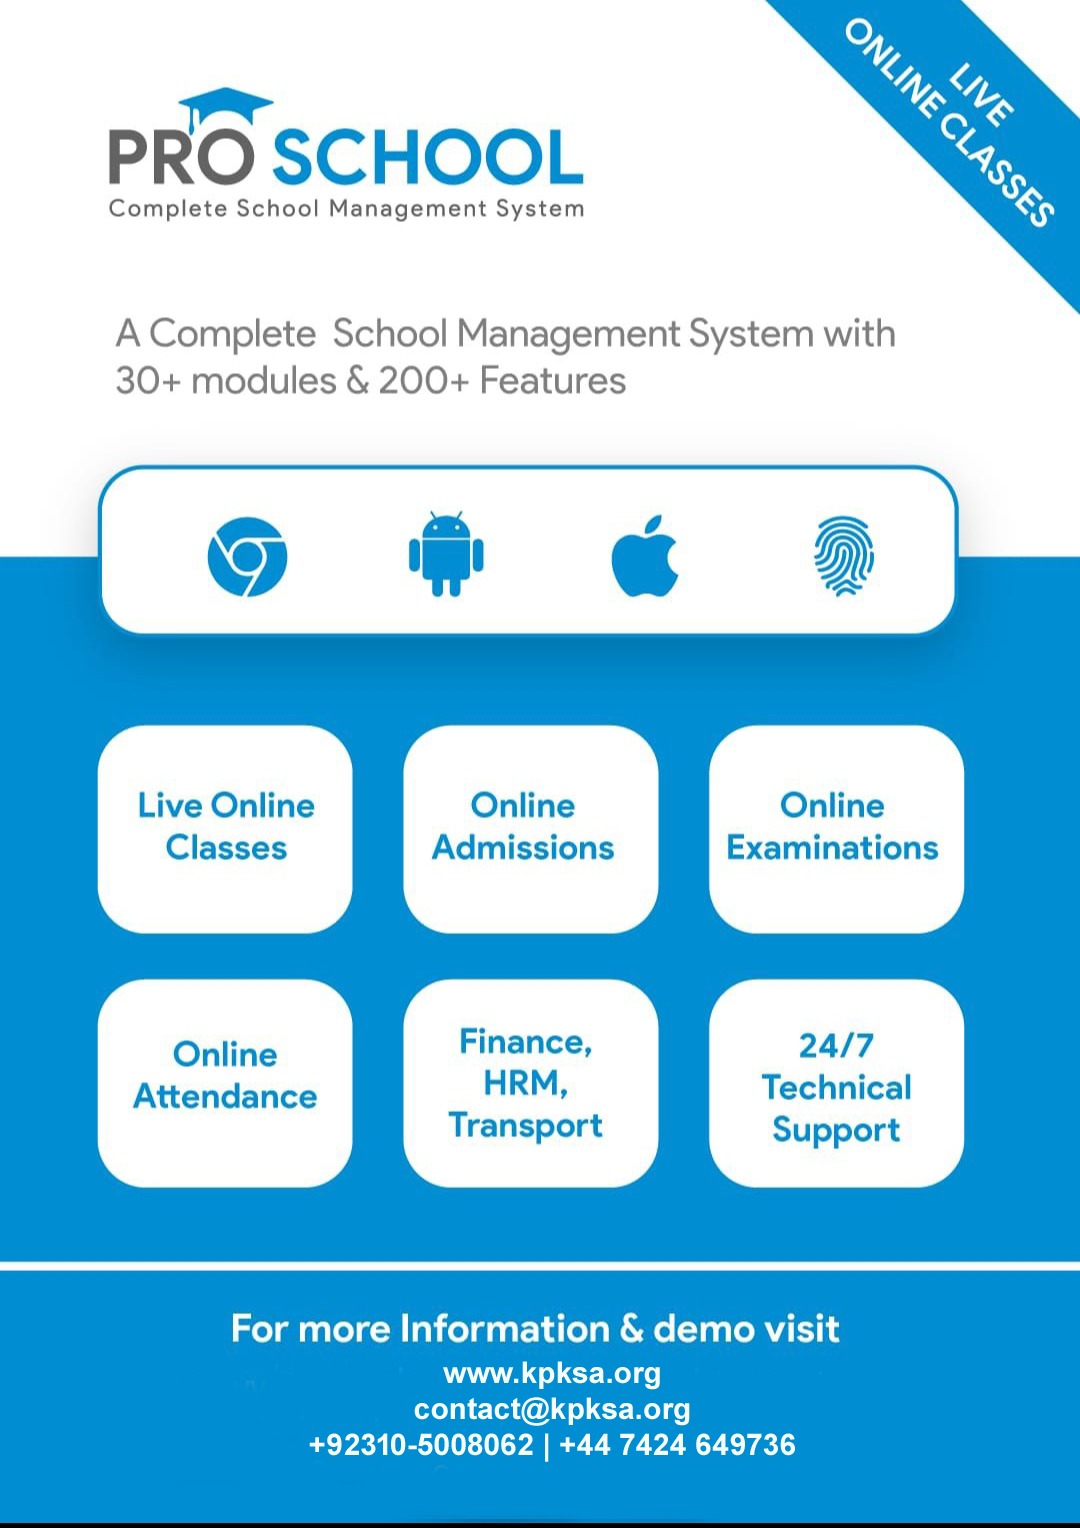 LIVE
ONLINE CLASSES
PRO SCHOOL
Complete School Management System
A Complete School Management System with
30+ modules & 200+ Features
Live Online
Classes
Online
Admissions
Online
Examinations
Online
Attendance
Finance,
HRM,
Transport
24/7
Technical
Support
For more Information & demo visit
www.kpksa.org
contact@kpksa.org
+92310-5008062 | +44 7424 649736